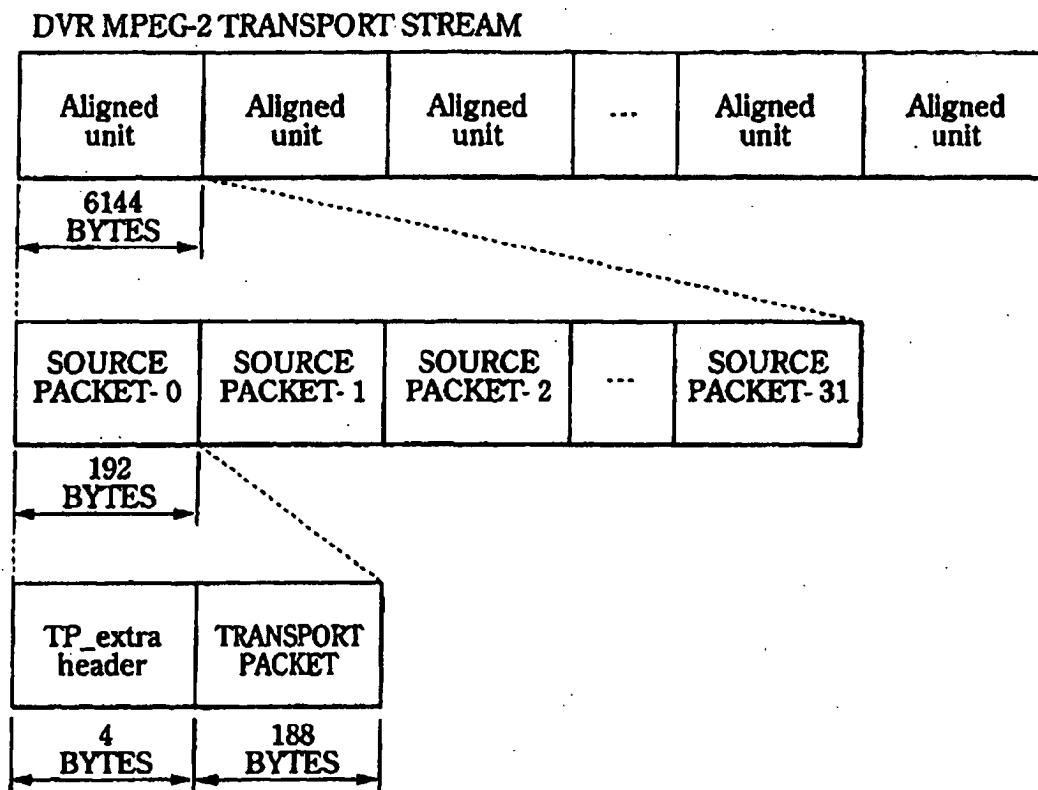 DVR MPEG-2 TRANSPORT STREAM
Aligned unit Aligned unit Aligned unit ... Aligned unit Aligned unit
6144
BYTES
SOURCE PACKET- 0 SOURCE PACKET- 1 SOURCE PACKET- 2 ... SOURCE PACKET- 31
192
BYTES
TP_extra header TRANSPORT PACKET
4 BYTES 188 BYTES